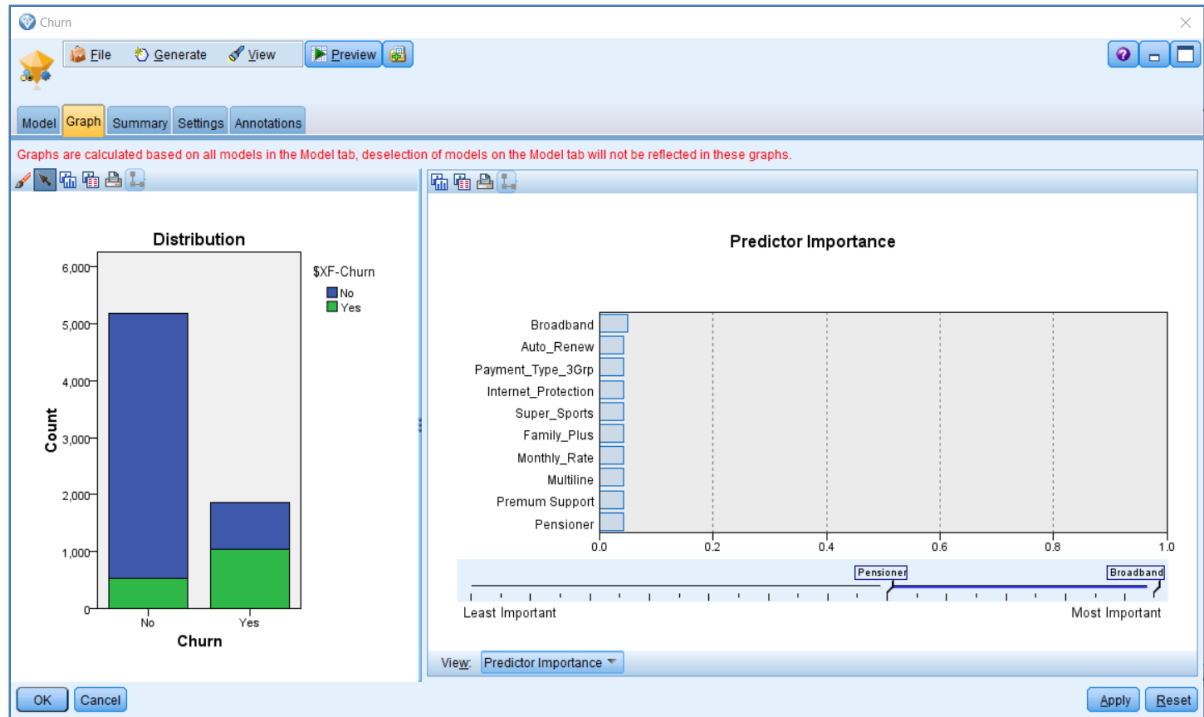 Churn
File Generate View Preview
Model Graph Summary Settings Annotations
Graphs are calculated based on all models in the Model tab, deselection of models on the Model tab will not be reflected in these graphs.
Distribution
$XF-Churn
No
Yes
6,000
5,000
4,000
3,000
2,000
1,000
0
Count
No Yes
Churn
Predictor Importance
Broadband
Auto_Renew
Payment_Type_3Grp
Internet_Protection
Super_Sports
Family_Plus
Monthly_Rate
Multiline
Premum Support
Pensioner
0.0 0.2 0.4 0.6 0.8 1.0
Pensioner Broadband
Least Important Most Important
View: Predictor Importance
OK Cancel Apply Reset